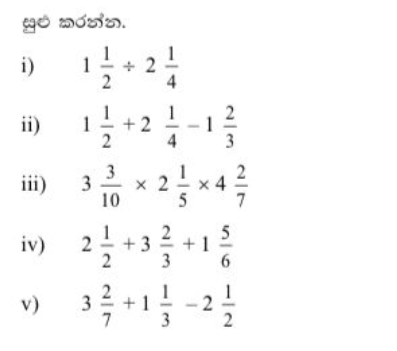 සුළු කරන්න.
i) 1 1/2 ÷ 2 1/4
ii) 1 1/2 + 2 1/4 − 1 2/3
iii) 3 3/10 × 2 1/5 × 4 2/7
iv) 2 1/2 + 3 2/3 + 1 5/6
v) 3 2/7 + 1 1/3 − 2 1/2